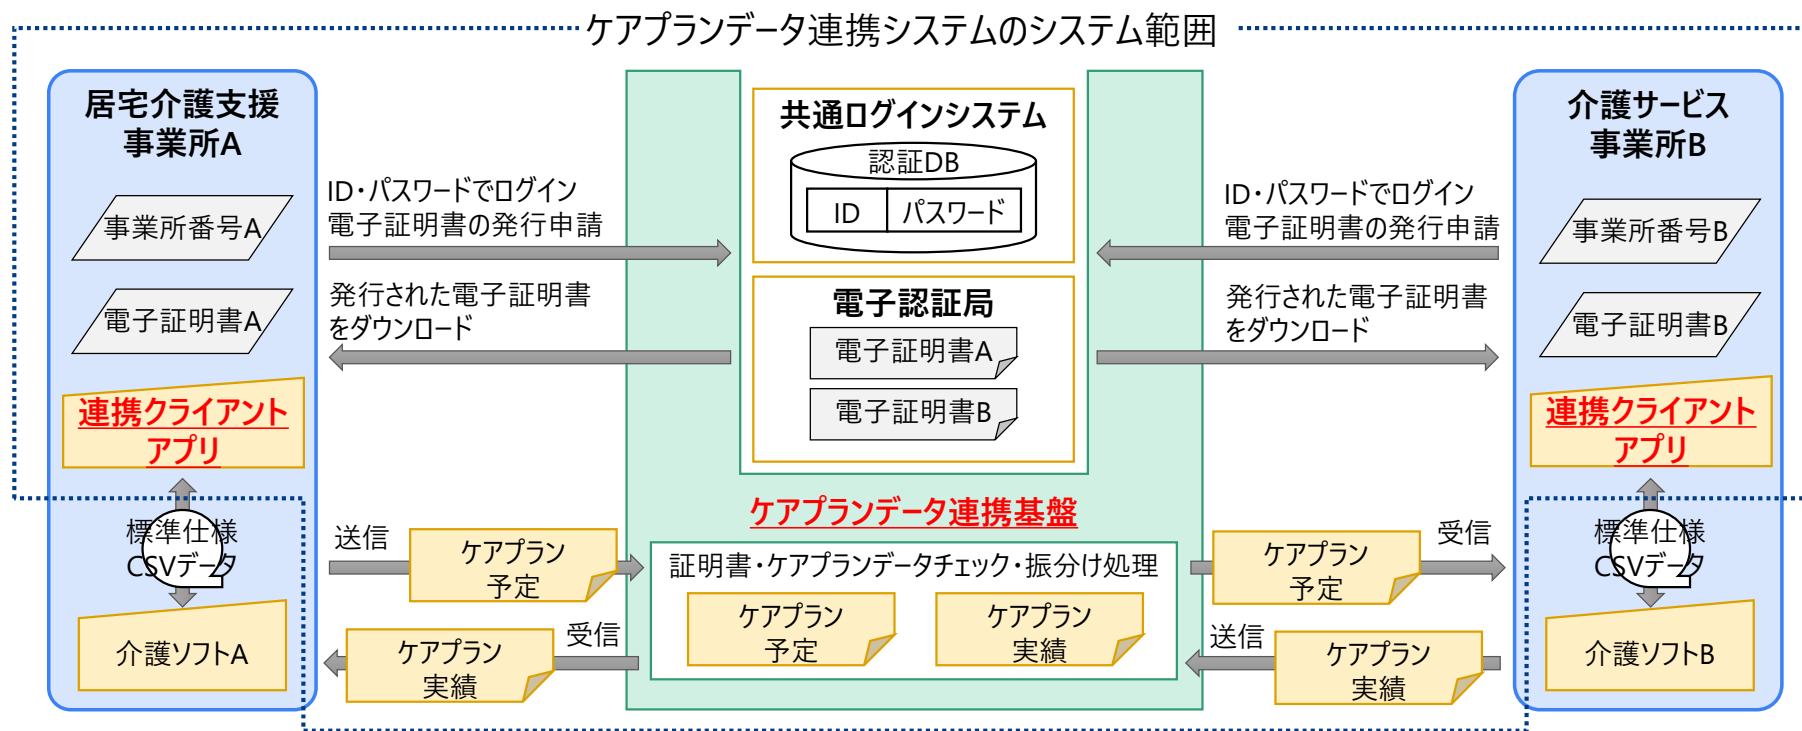 ケアプランデータ連携システムのシステム範囲
居宅介護支援
事業所A
事業所番号A
電子証明書A
連携クライアント
アプリ
標準仕様
CSVデータ
介護ソフトA
ID・パスワードでログイン
電子証明書の発行申請
発行された電子証明書
をダウンロード
送信
ケアプラン
予定
受信
ケアプラン
実績
共通ログインシステム
認証DB
ID
パスワード
電子認証局
電子証明書A
電子証明書B
ケアプランデータ連携基盤
証明書・ケアプランデータチェック・振分け処理
ケアプラン
予定
ケアプラン
実績
ID・パスワードでログイン
電子証明書の発行申請
発行された電子証明書
をダウンロード
ケアプラン
予定
受信
送信
ケアプラン
実績
介護サービス
事業所B
事業所番号B
電子証明書B
連携クライアント
アプリ
標準仕様
CSVデータ
介護ソフトB